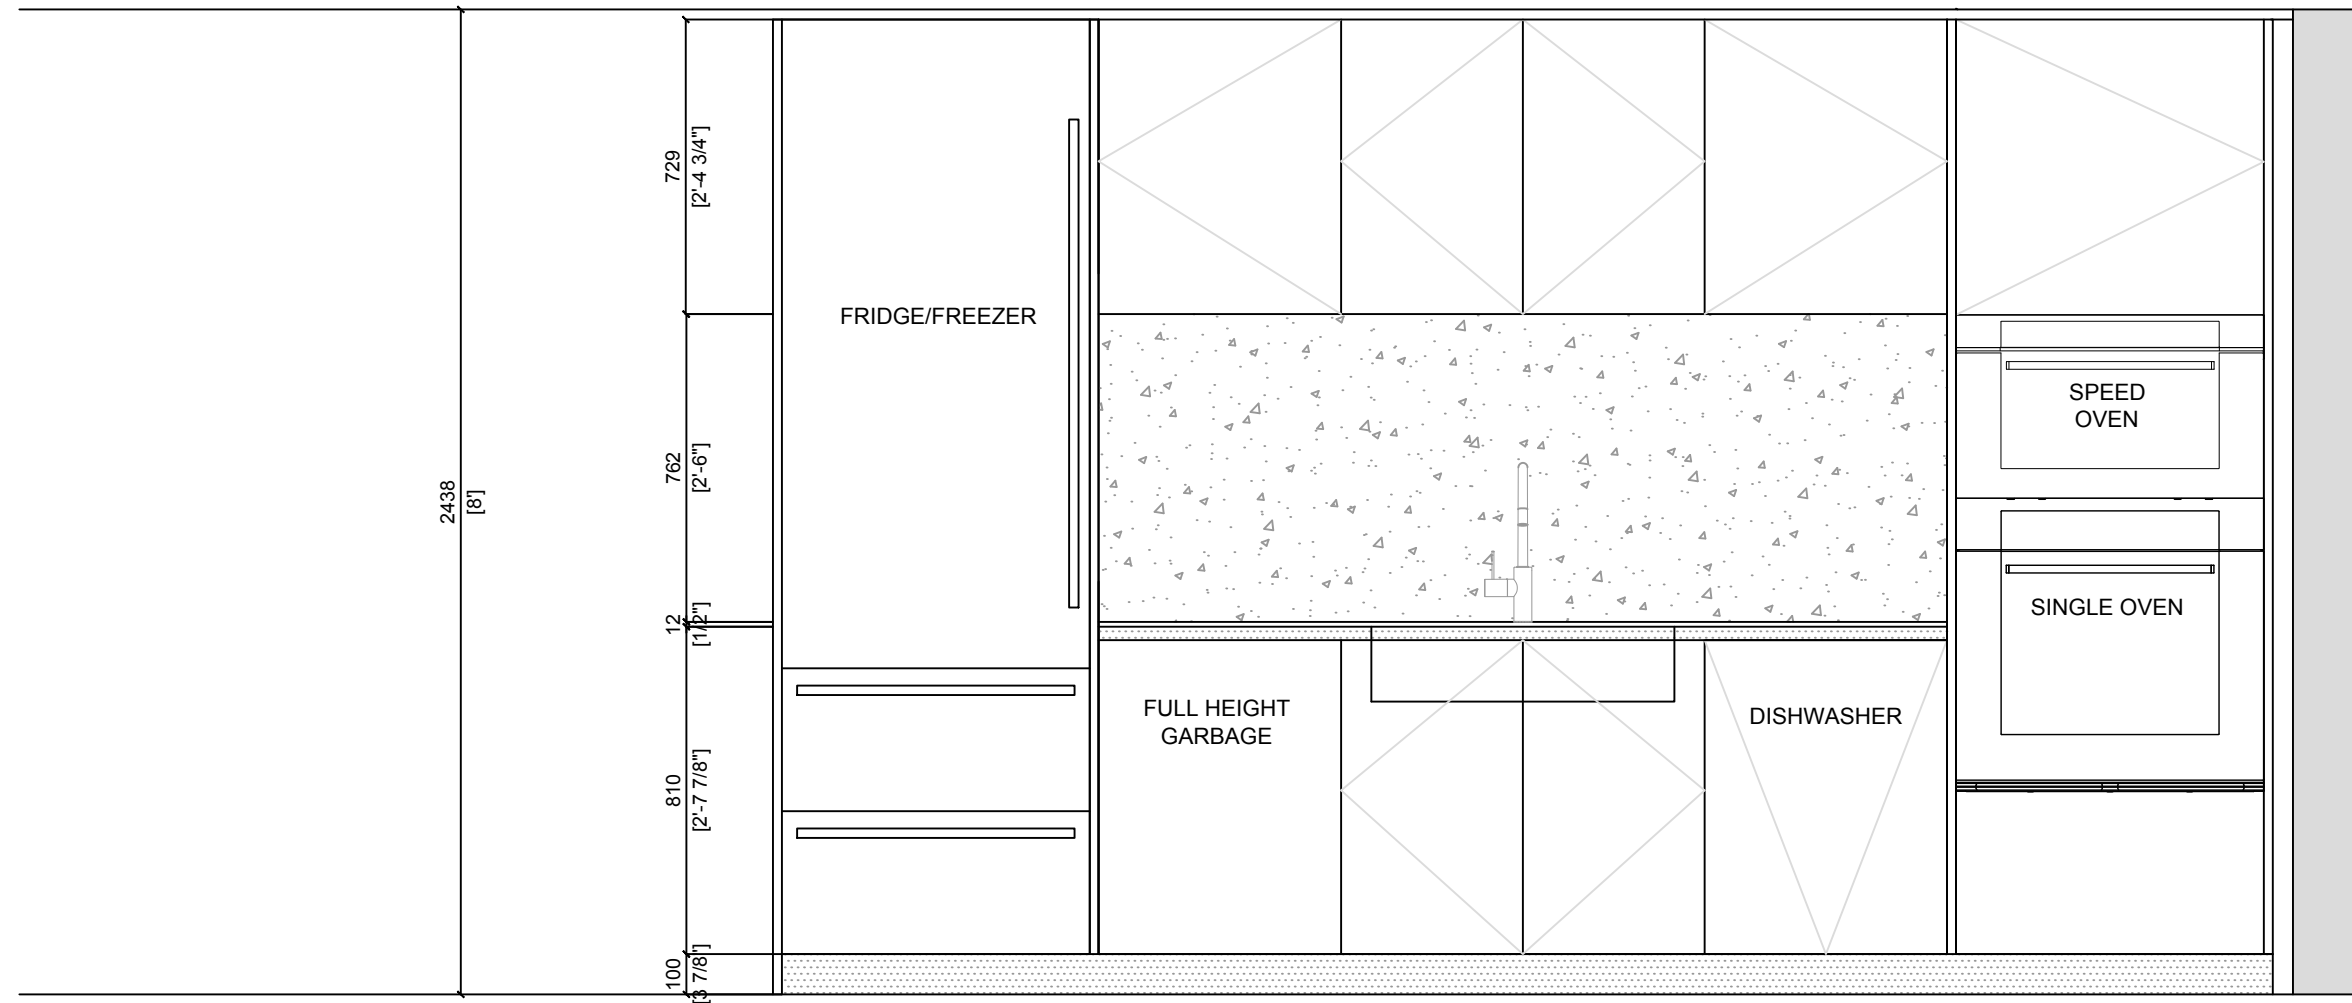 2438
[8']
729
[2'-4 3/4"]
762
[2'-6"]
12
[1/2"]
810
[2'-7 7/8"]
100
[3 7/8"]
FRIDGE/FREEZER
FULL HEIGHT
GARBAGE
DISHWASHER
SPEED
OVEN
SINGLE OVEN